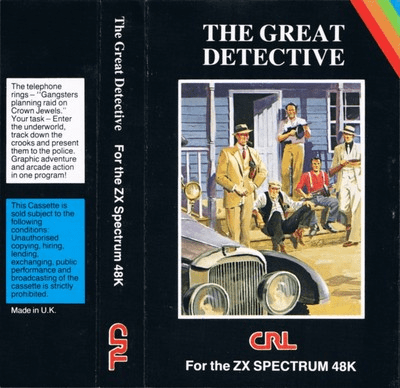 The telephone
rings – "Gangsters
planning raid on
Crown Jewels."
Your task – Enter
the underworld,
track down the
crooks and present
them to the police.
Graphic adventure
and arcade action
in one program!
This Cassette is
sold subject to the
following
conditions:
Unauthorised
copying, hiring,
lending,
exchanging, public
performance and
broadcasting of the
cassette is strictly
prohibited.
Made in U.K.
The Great Detective For the ZX Spectrum 48K
CRL
THE GREAT
DETECTIVE
CRL
For the ZX SPECTRUM 48K